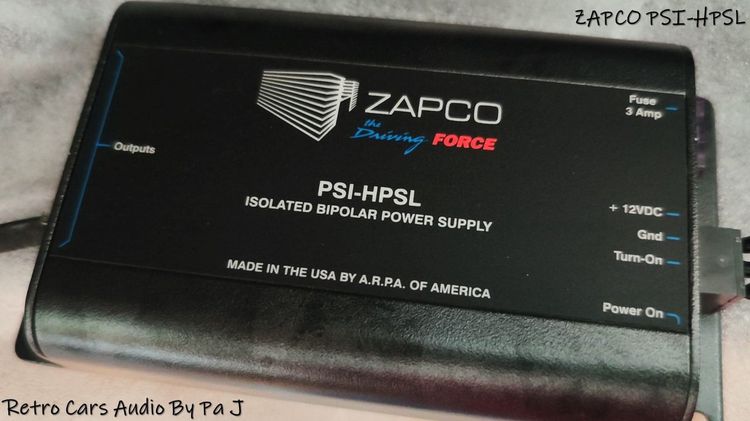 ZAPCO PSI-HPSL
ZAPCO
the Driving FORCE
Fuse
3 Amp
Outputs
PSI-HPSL
ISOLATED BIPOLAR POWER SUPPLY
+ 12VDC
Gnd
Turn-On
MADE IN THE USA BY A.R.P.A. OF AMERICA
Power On
Retro Cars Audio By Pa J